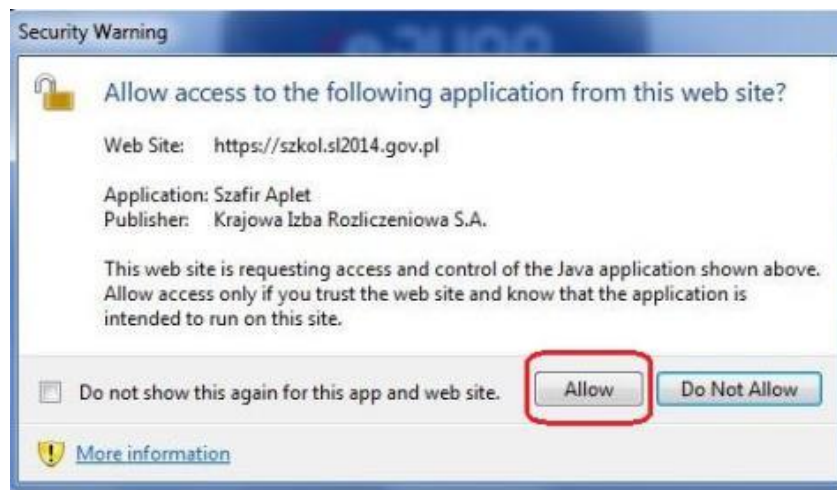 Security Warning
Allow access to the following application from this web site?
Web Site: https://szkol.sl2014.gov.pl
Application: Szafir Aplet
Publisher: Krajowa Izba Rozliczeniowa S.A.
This web site is requesting access and control of the Java application shown above.
Allow access only if you trust the web site and know that the application is
intended to run on this site.
Do not show this again for this app and web site. Allow Do Not Allow
More information